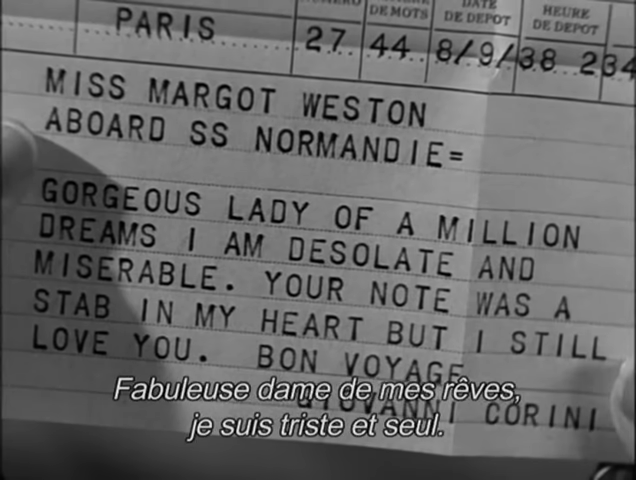 DE MOTS DATE HEURE
DE DEPOT DE DEPOT
PARIS 27 44 8/9/38 234
MISS MARGOT WESTON
ABOARD SS NORMANDIE=
GORGEOUS LADY OF A MILLION
DREAMS I AM DESOLATE AND
MISERABLE. YOUR NOTE WAS A
STAB IN MY HEART BUT I STILL
LOVE YOU. BON VOYAGE
GIOVANNI CORINI
Fabuleuse dame de mes rêves,
je suis triste et seul.